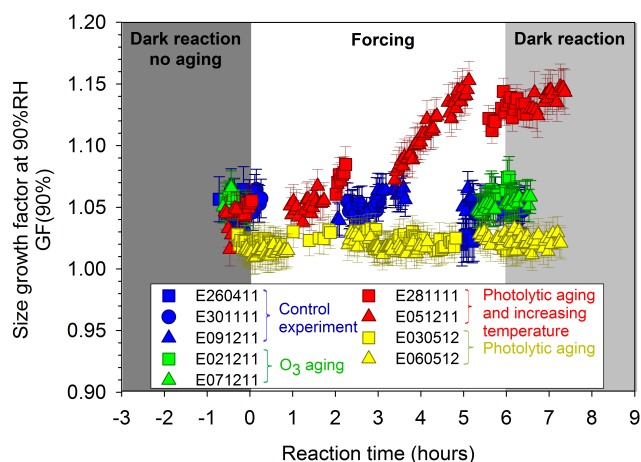 1.20
1.15
1.10
1.05
1.00
0.95
0.90
Size growth factor at 90%RH
GF(90%)
Dark reaction
no aging
Forcing
Dark reaction
E260411
E301111
E091211
Control
experiment
E021211
E071211
O3 aging
E281111
E051211
Photolytic aging
and increasing
temperature
E030512
E060512
Photolytic aging
-3 -2 -1 0 1 2 3 4 5 6 7 8 9
Reaction time (hours)